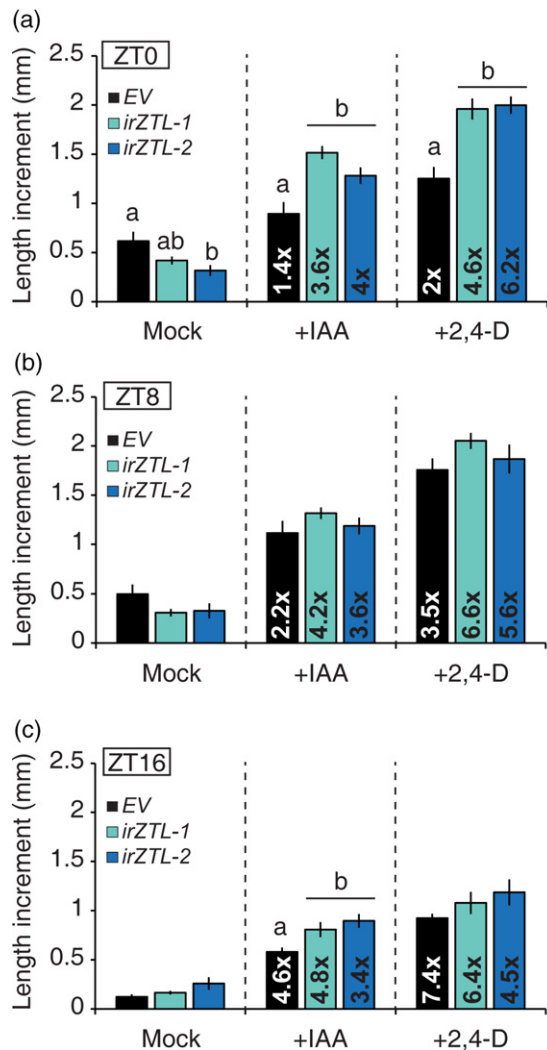 (a)
ZT0
Length increment (mm)
2.5
2
1.5
1
0.5
0
EV
irZTL-1
irZTL-2
a
ab
b
a
b
a
b
1.4x
3.6x
4x
2x
4.6x
6.2x
Mock
+IAA
+2,4-D
(b)
ZT8
Length increment (mm)
2.5
2
1.5
1
0.5
0
EV
irZTL-1
irZTL-2
2.2x
4.2x
3.6x
3.5x
6.6x
5.6x
Mock
+IAA
+2,4-D
(c)
ZT16
Length increment (mm)
2.5
2
1.5
1
0.5
0
EV
irZTL-1
irZTL-2
a
b
4.6x
4.8x
3.4x
7.4x
6.4x
4.5x
Mock
+IAA
+2,4-D